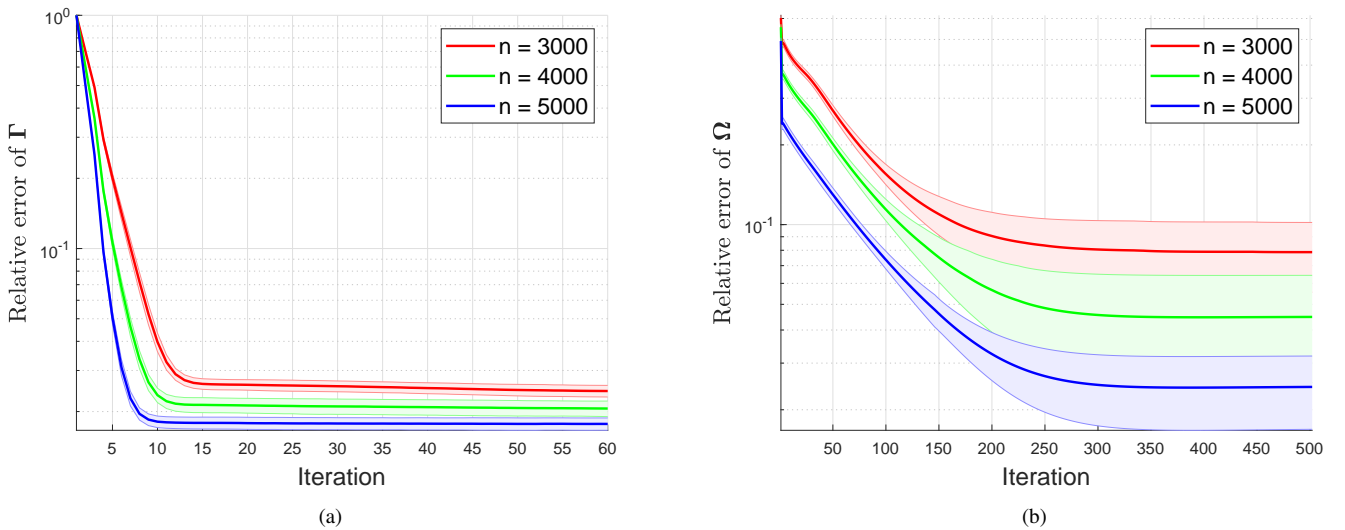 10^0
10^-1
Relative error of Γ
n = 3000
n = 4000
n = 5000
5 10 15 20 25 30 35 40 45 50 55 60
Iteration
(a)
10^-1
Relative error of Ω
n = 3000
n = 4000
n = 5000
50 100 150 200 250 300 350 400 450 500
Iteration
(b)